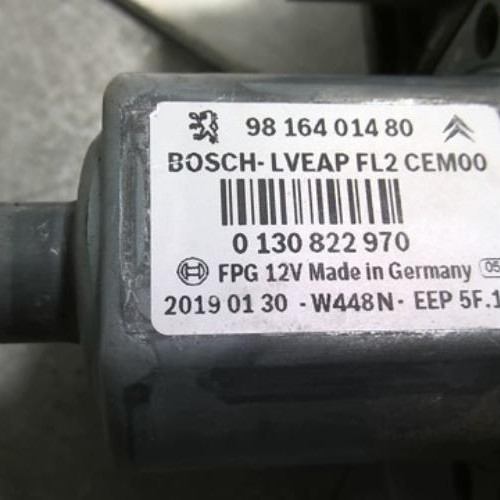 98 164 014 80
BOSCH- LVEAP FL2 CEM00
0 130 822 970
FPG 12V Made in Germany 05
2019 01 30 - W448N - EEP 5F.1